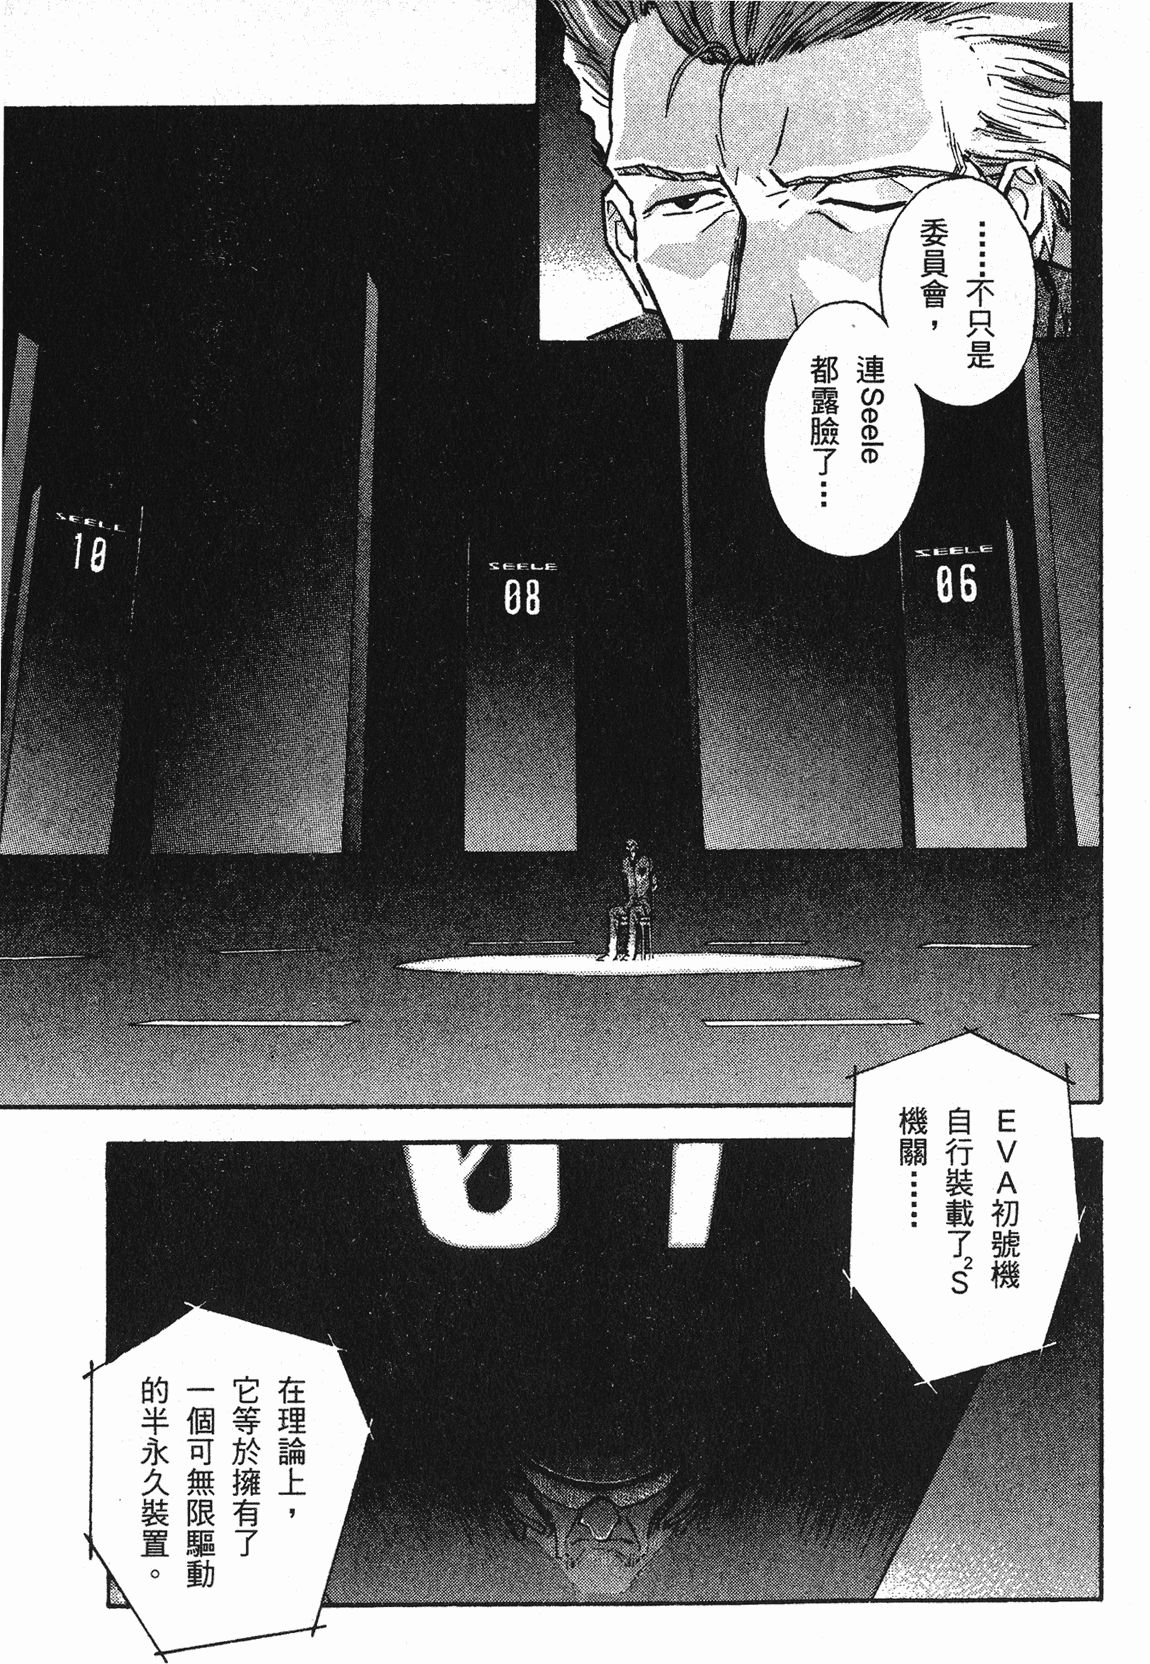 ……不只是
委員會，
連Seele
都露臉了…
SEELE
06
SEELE
08
SEELL
10
EVA初號機
自行裝載了S²
機關……
01
在理論上，
它等於擁有了
一個可無限驅動
的半永久裝置。